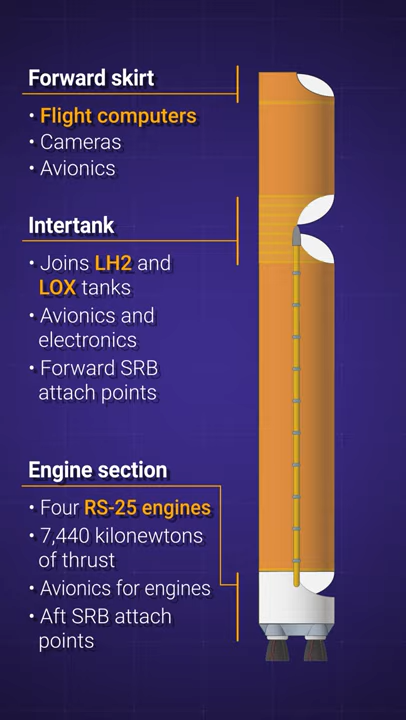 Forward skirt
• Flight computers
• Cameras
• Avionics
Intertank
• Joins LH2 and
LOX tanks
• Avionics and
electronics
• Forward SRB
attach points
Engine section
• Four RS-25 engines
• 7,440 kilonewtons
of thrust
• Avionics for engines
• Aft SRB attach
points